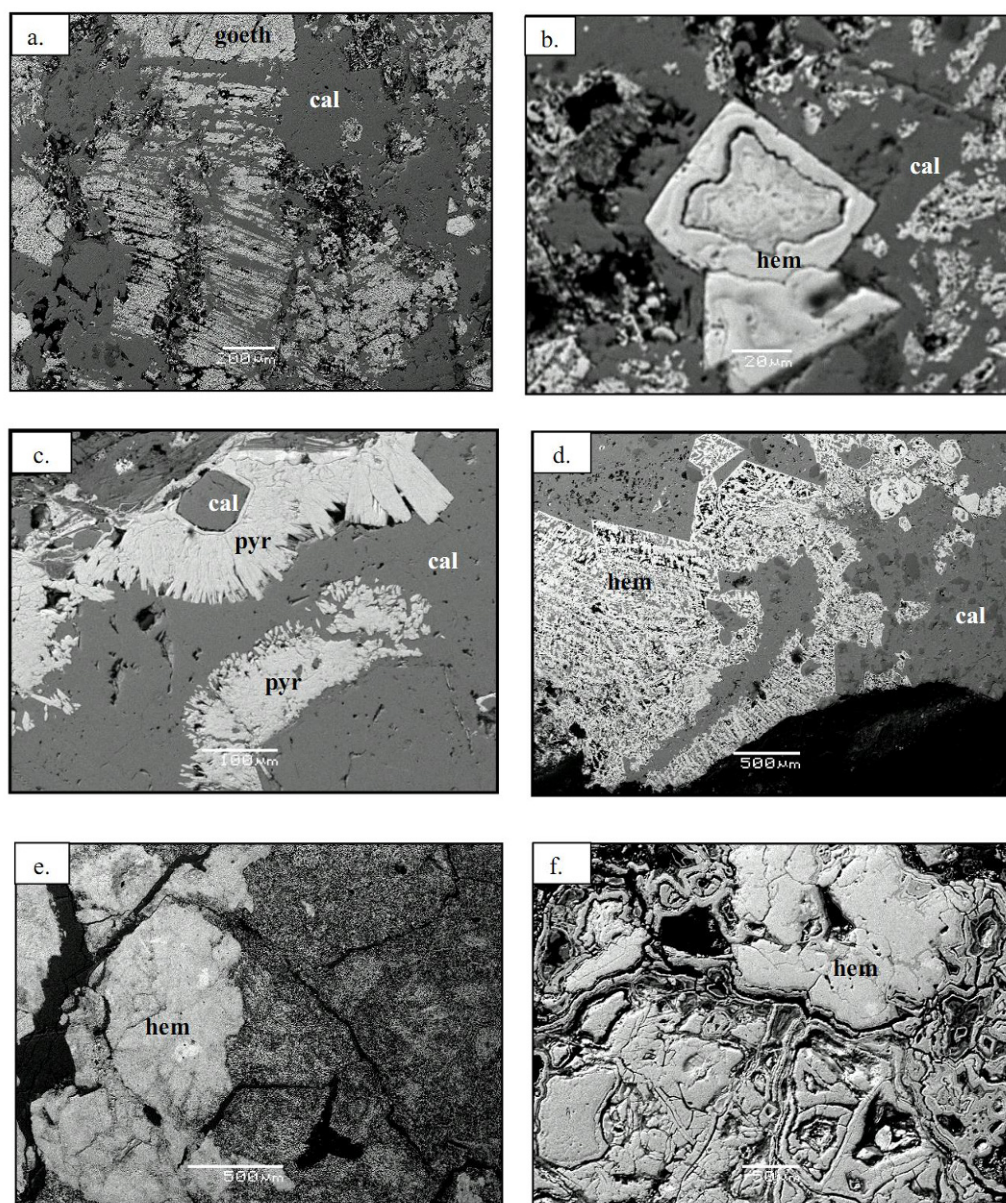 a.
goeth
cal
200µm
b.
cal
hem
20µm
c.
cal
pyr
cal
pyr
100µm
d.
hem
cal
500µm
e.
hem
500µm
f.
hem